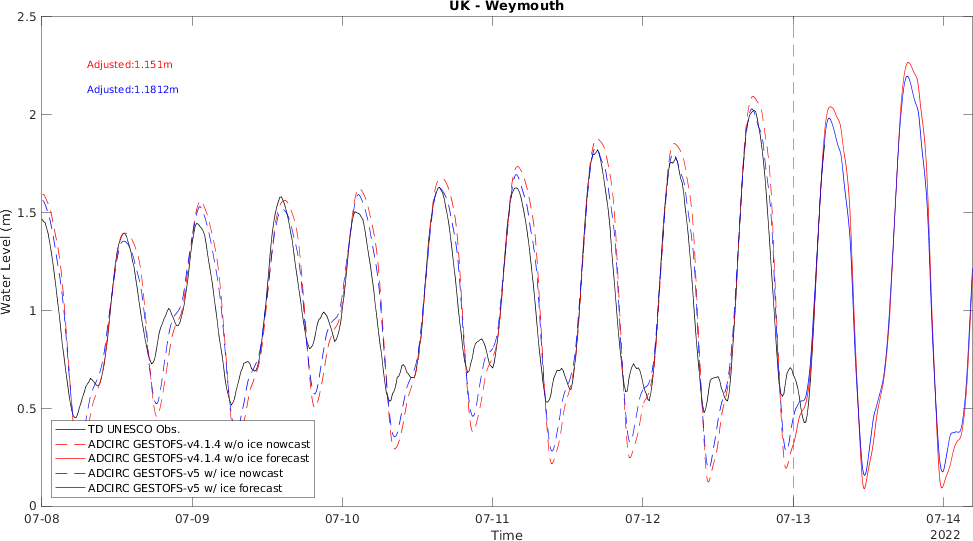 UK - Weymouth
2.5
Adjusted:1.151m
Adjusted:1.1812m
2
1.5
Water Level (m)
1
0.5
TD UNESCO Obs.
ADCIRC GESTOFS-v4.1.4 w/o ice nowcast
ADCIRC GESTOFS-v4.1.4 w/o ice forecast
ADCIRC GESTOFS-v5 w/ ice nowcast
ADCIRC GESTOFS-v5 w/ ice forecast
0
07-08 07-09 07-10 07-11 07-12 07-13 07-14
Time 2022